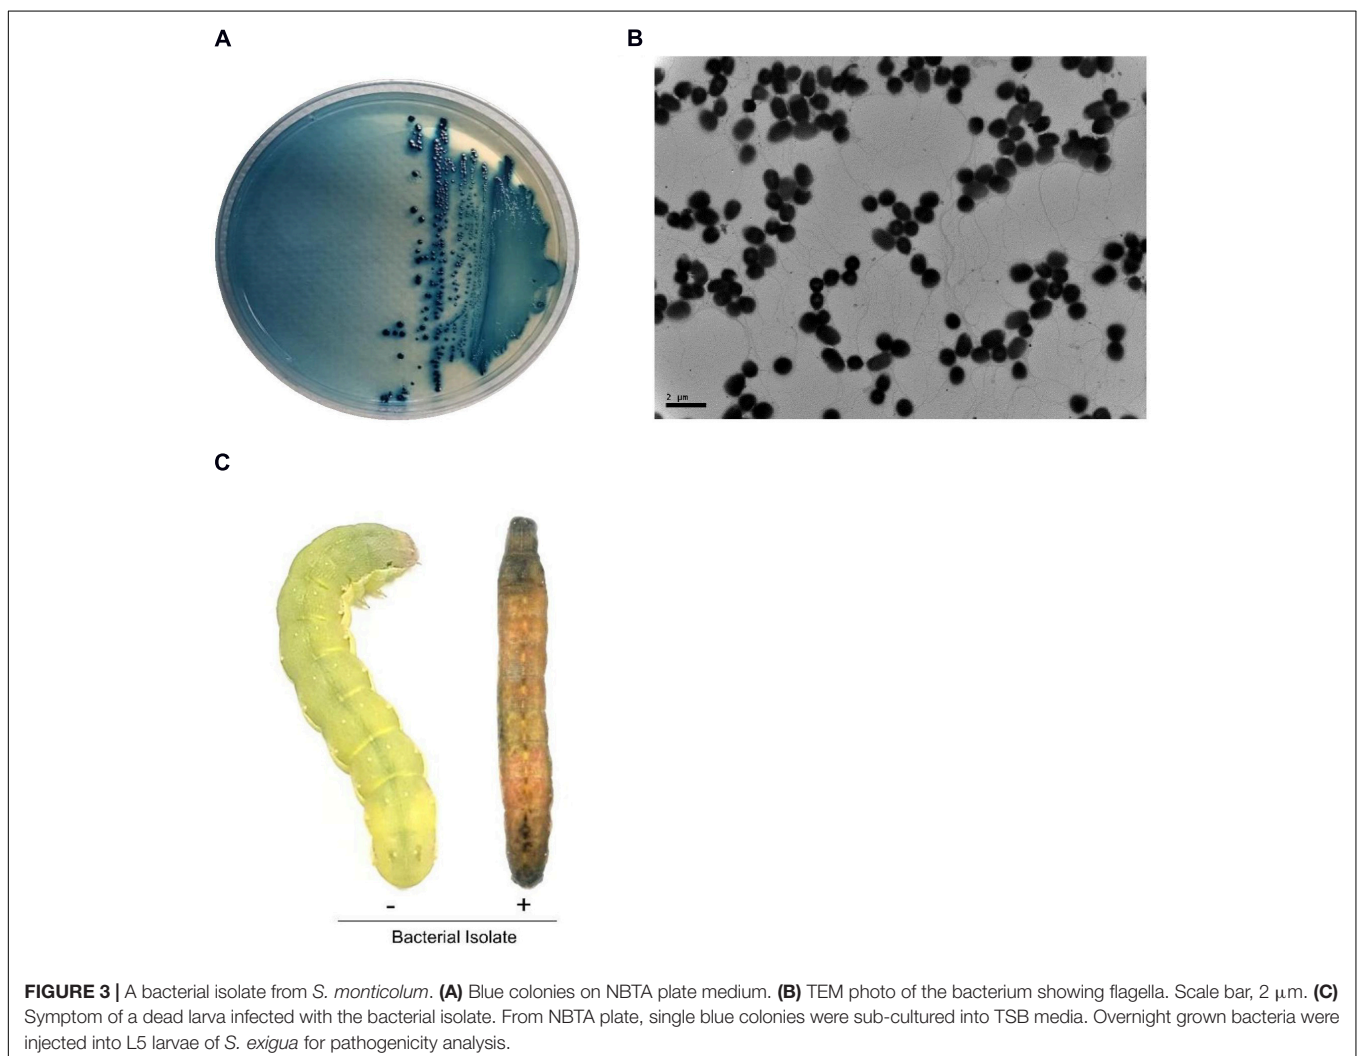 A
B
2 µm
C
-
+
Bacterial Isolate
FIGURE 3 | A bacterial isolate from S. monticolum. (A) Blue colonies on NBTA plate medium. (B) TEM photo of the bacterium showing flagella. Scale bar, 2 µm. (C)
Symptom of a dead larva infected with the bacterial isolate. From NBTA plate, single blue colonies were sub-cultured into TSB media. Overnight grown bacteria were
injected into L5 larvae of S. exigua for pathogenicity analysis.